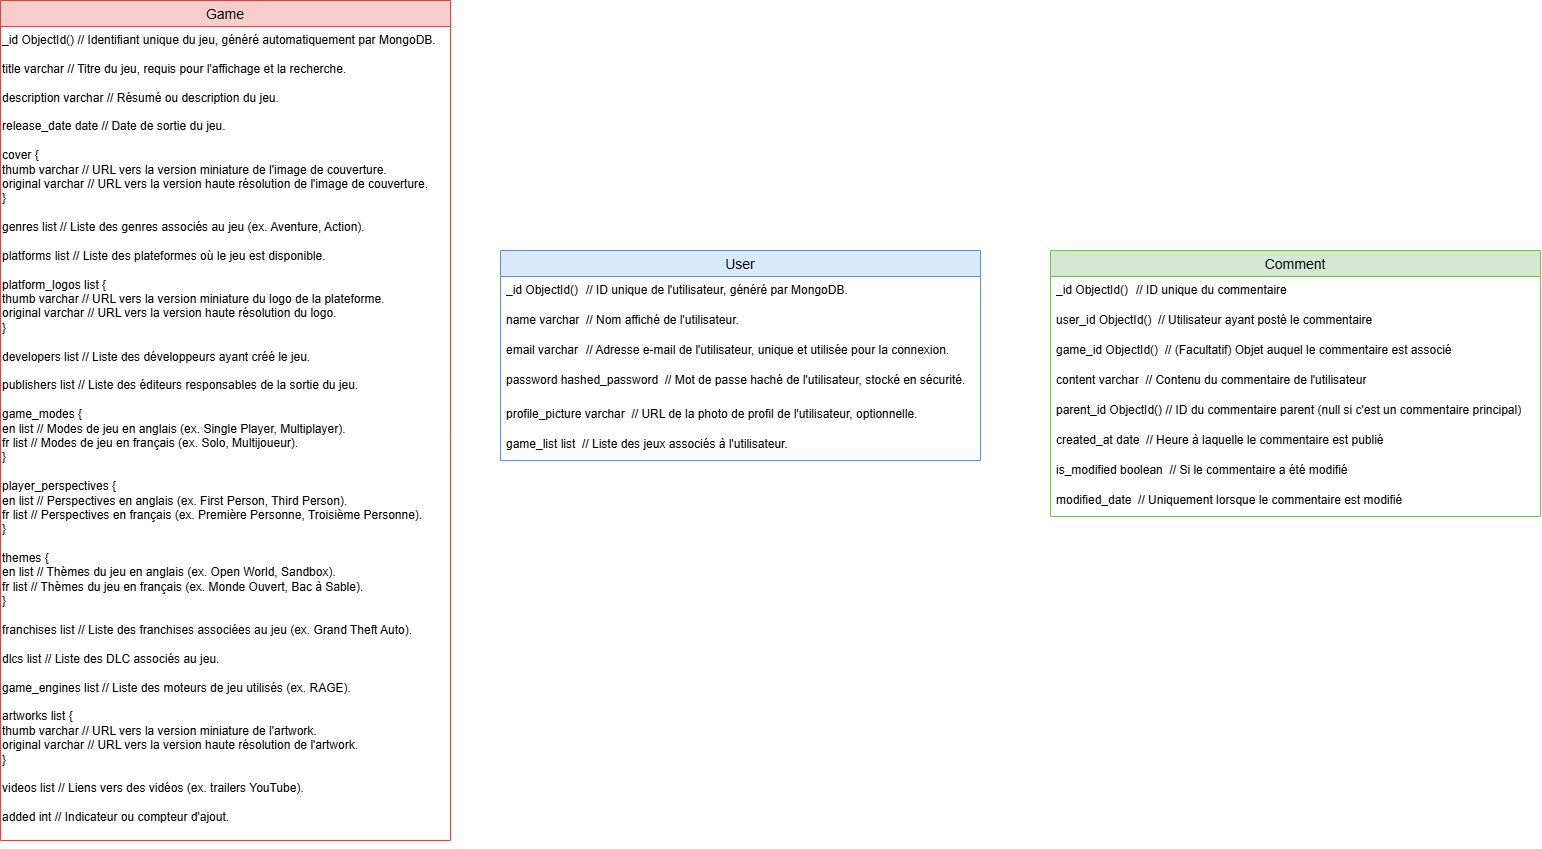 Game
_id ObjectId() // Identifiant unique du jeu, généré automatiquement par MongoDB.
title varchar // Titre du jeu, requis pour l'affichage et la recherche.
description varchar // Résumé ou description du jeu.
release_date date // Date de sortie du jeu.
cover {
thumb varchar // URL vers la version miniature de l'image de couverture.
original varchar // URL vers la version haute résolution de l'image de couverture.
}
genres list // Liste des genres associés au jeu (ex. Aventure, Action).
platforms list // Liste des plateformes où le jeu est disponible.
platform_logos list {
thumb varchar // URL vers la version miniature du logo de la plateforme.
original varchar // URL vers la version haute résolution du logo.
}
developers list // Liste des développeurs ayant créé le jeu.
publishers list // Liste des éditeurs responsables de la sortie du jeu.
game_modes {
en list // Modes de jeu en anglais (ex. Single Player, Multiplayer).
fr list // Modes de jeu en français (ex. Solo, Multijoueur).
}
player_perspectives {
en list // Perspectives en anglais (ex. First Person, Third Person).
fr list // Perspectives en français (ex. Première Personne, Troisième Personne).
}
themes {
en list // Thèmes du jeu en anglais (ex. Open World, Sandbox).
fr list // Thèmes du jeu en français (ex. Monde Ouvert, Bac à Sable).
}
franchises list // Liste des franchises associées au jeu (ex. Grand Theft Auto).
dlcs list // Liste des DLC associés au jeu.
game_engines list // Liste des moteurs de jeu utilisés (ex. RAGE).
artworks list {
thumb varchar // URL vers la version miniature de l'artwork.
original varchar // URL vers la version haute résolution de l'artwork.
}
videos list // Liens vers des vidéos (ex. trailers YouTube).
added int // Indicateur ou compteur d'ajout.
User
_id ObjectId() // ID unique de l'utilisateur, généré par MongoDB.
name varchar // Nom affiché de l'utilisateur.
email varchar // Adresse e-mail de l'utilisateur, unique et utilisée pour la connexion.
password hashed_password // Mot de passe haché de l'utilisateur, stocké en sécurité.
profile_picture varchar // URL de la photo de profil de l'utilisateur, optionnelle.
game_list list // Liste des jeux associés à l'utilisateur.
Comment
_id ObjectId() // ID unique du commentaire
user_id ObjectId() // Utilisateur ayant posté le commentaire
game_id ObjectId() // (Facultatif) Objet auquel le commentaire est associé
content varchar // Contenu du commentaire de l'utilisateur
parent_id ObjectId() // ID du commentaire parent (null si c'est un commentaire principal)
created_at date // Heure à laquelle le commentaire est publié
is_modified boolean // Si le commentaire a été modifié
modified_date // Uniquement lorsque le commentaire est modifié